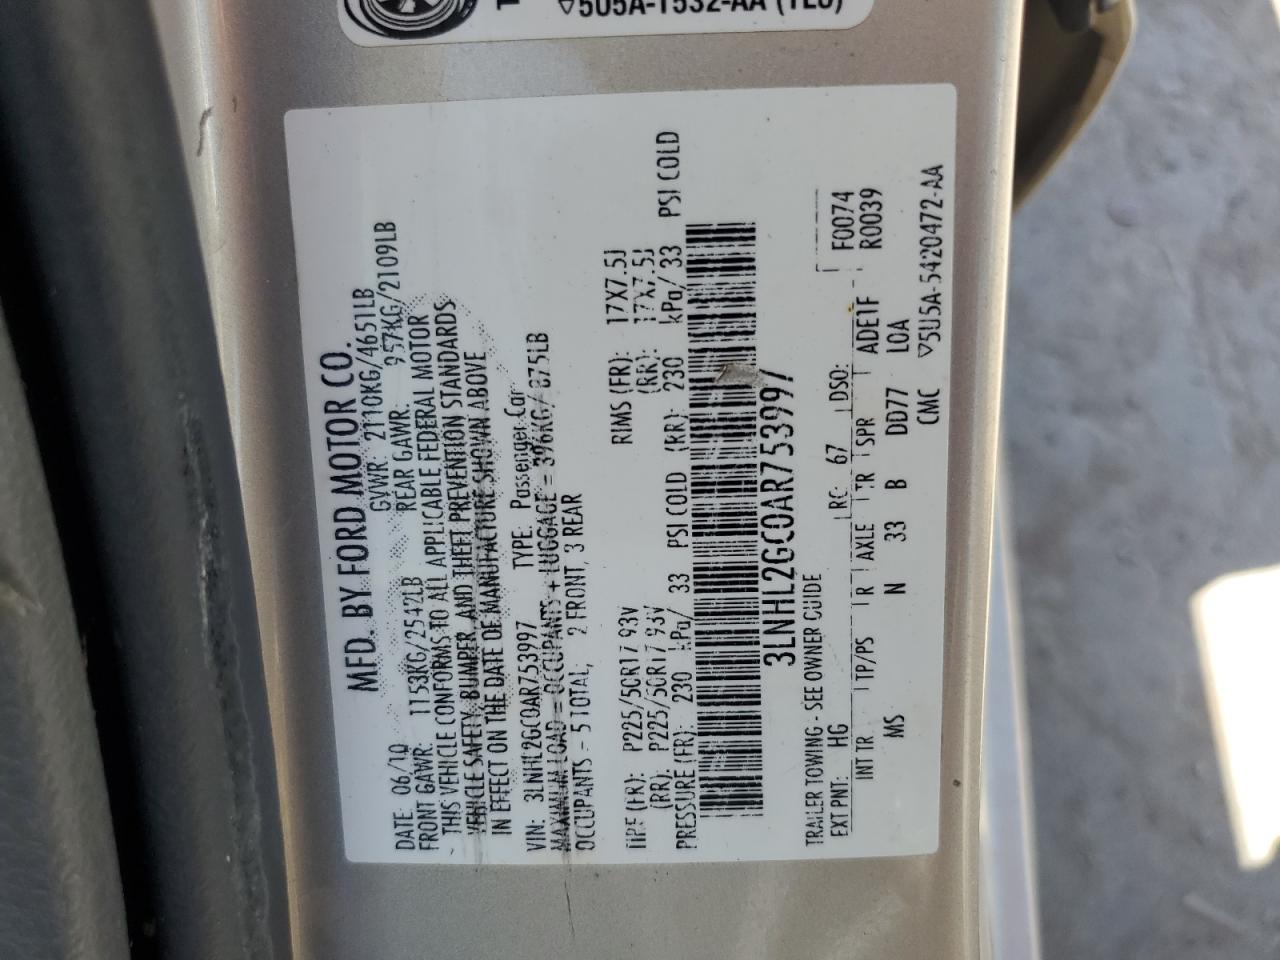 ▽5U5A-1532-AA
MFD. BY FORD MOTOR CO.
DATE: 06/10 GVWR: 2110KG/4651LB
FRONT GAWR: 1153KG/2542LB REAR GAWR: 957KG/2109LB
THIS VEHICLE CONFORMS TO ALL APPLICABLE FEDERAL MOTOR
VEHICLE SAFETY, BUMPER, AND THEFT PREVENTION STANDARDS
IN EFFECT ON THE DATE OF MANUFACTURE SHOWN ABOVE
VIN: 3LNHL2GC0AR753997 TYPE: Passenger Car
MAXIMUM LOAD = OCCUPANTS + LUGGAGE = 396KG/ 875LB
OCCUPANTS - 5 TOTAL, 2 FRONT, 3 REAR
TIRE (FR): P225/50R17 93V RIMS (FR): 17X7.5J
(RR): P225/50R17 93V (RR): 17X7.5J
PRESSURE (FR): 230 kPa/ 33 PSI COLD (RR): 230 kPa/ 33 PSI COLD
3LNHL2GC0AR753997
TRAILER TOWING - SEE OWNER GUIDE
EXT PNT: HG RC: 67 DSO: F0074
R0039
INT TR TP/PS R AXLE TR SPR ADE1F
MS N 33 B DD77 LOA
CMC ▽5U5A-5420472-AA